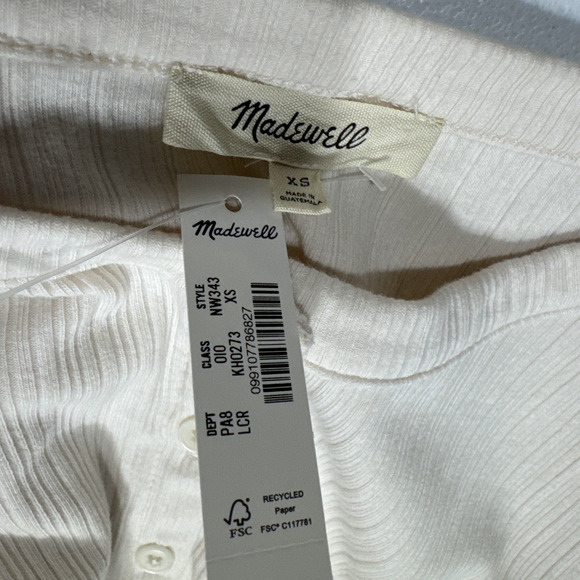 Madewell
XS
MADE IN
GUATEMALA
Madewell
STYLE
NW343
XS
CLASS
010
KH0273
099107786827
DEPT
PA8
LCR
FSC
RECYCLED
Paper
FSC® C117781